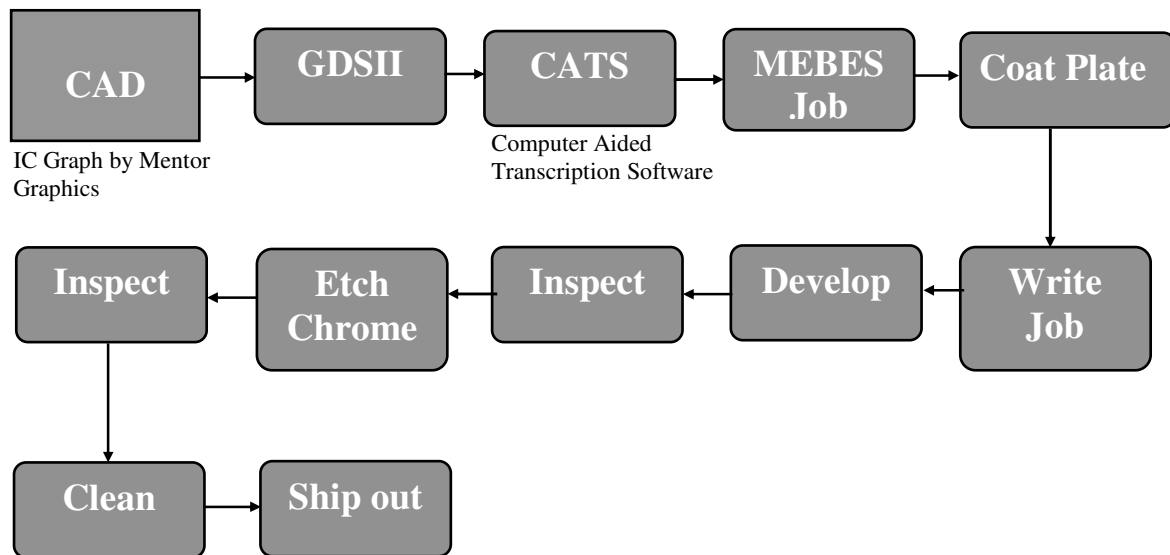 CAD
IC Graph by Mentor
Graphics
GDSII
CATS
Computer Aided
Transcription Software
MEBES
Job
Coat Plate
Write
Job
Develop
Inspect
Etch
Chrome
Inspect
Clean
Ship out